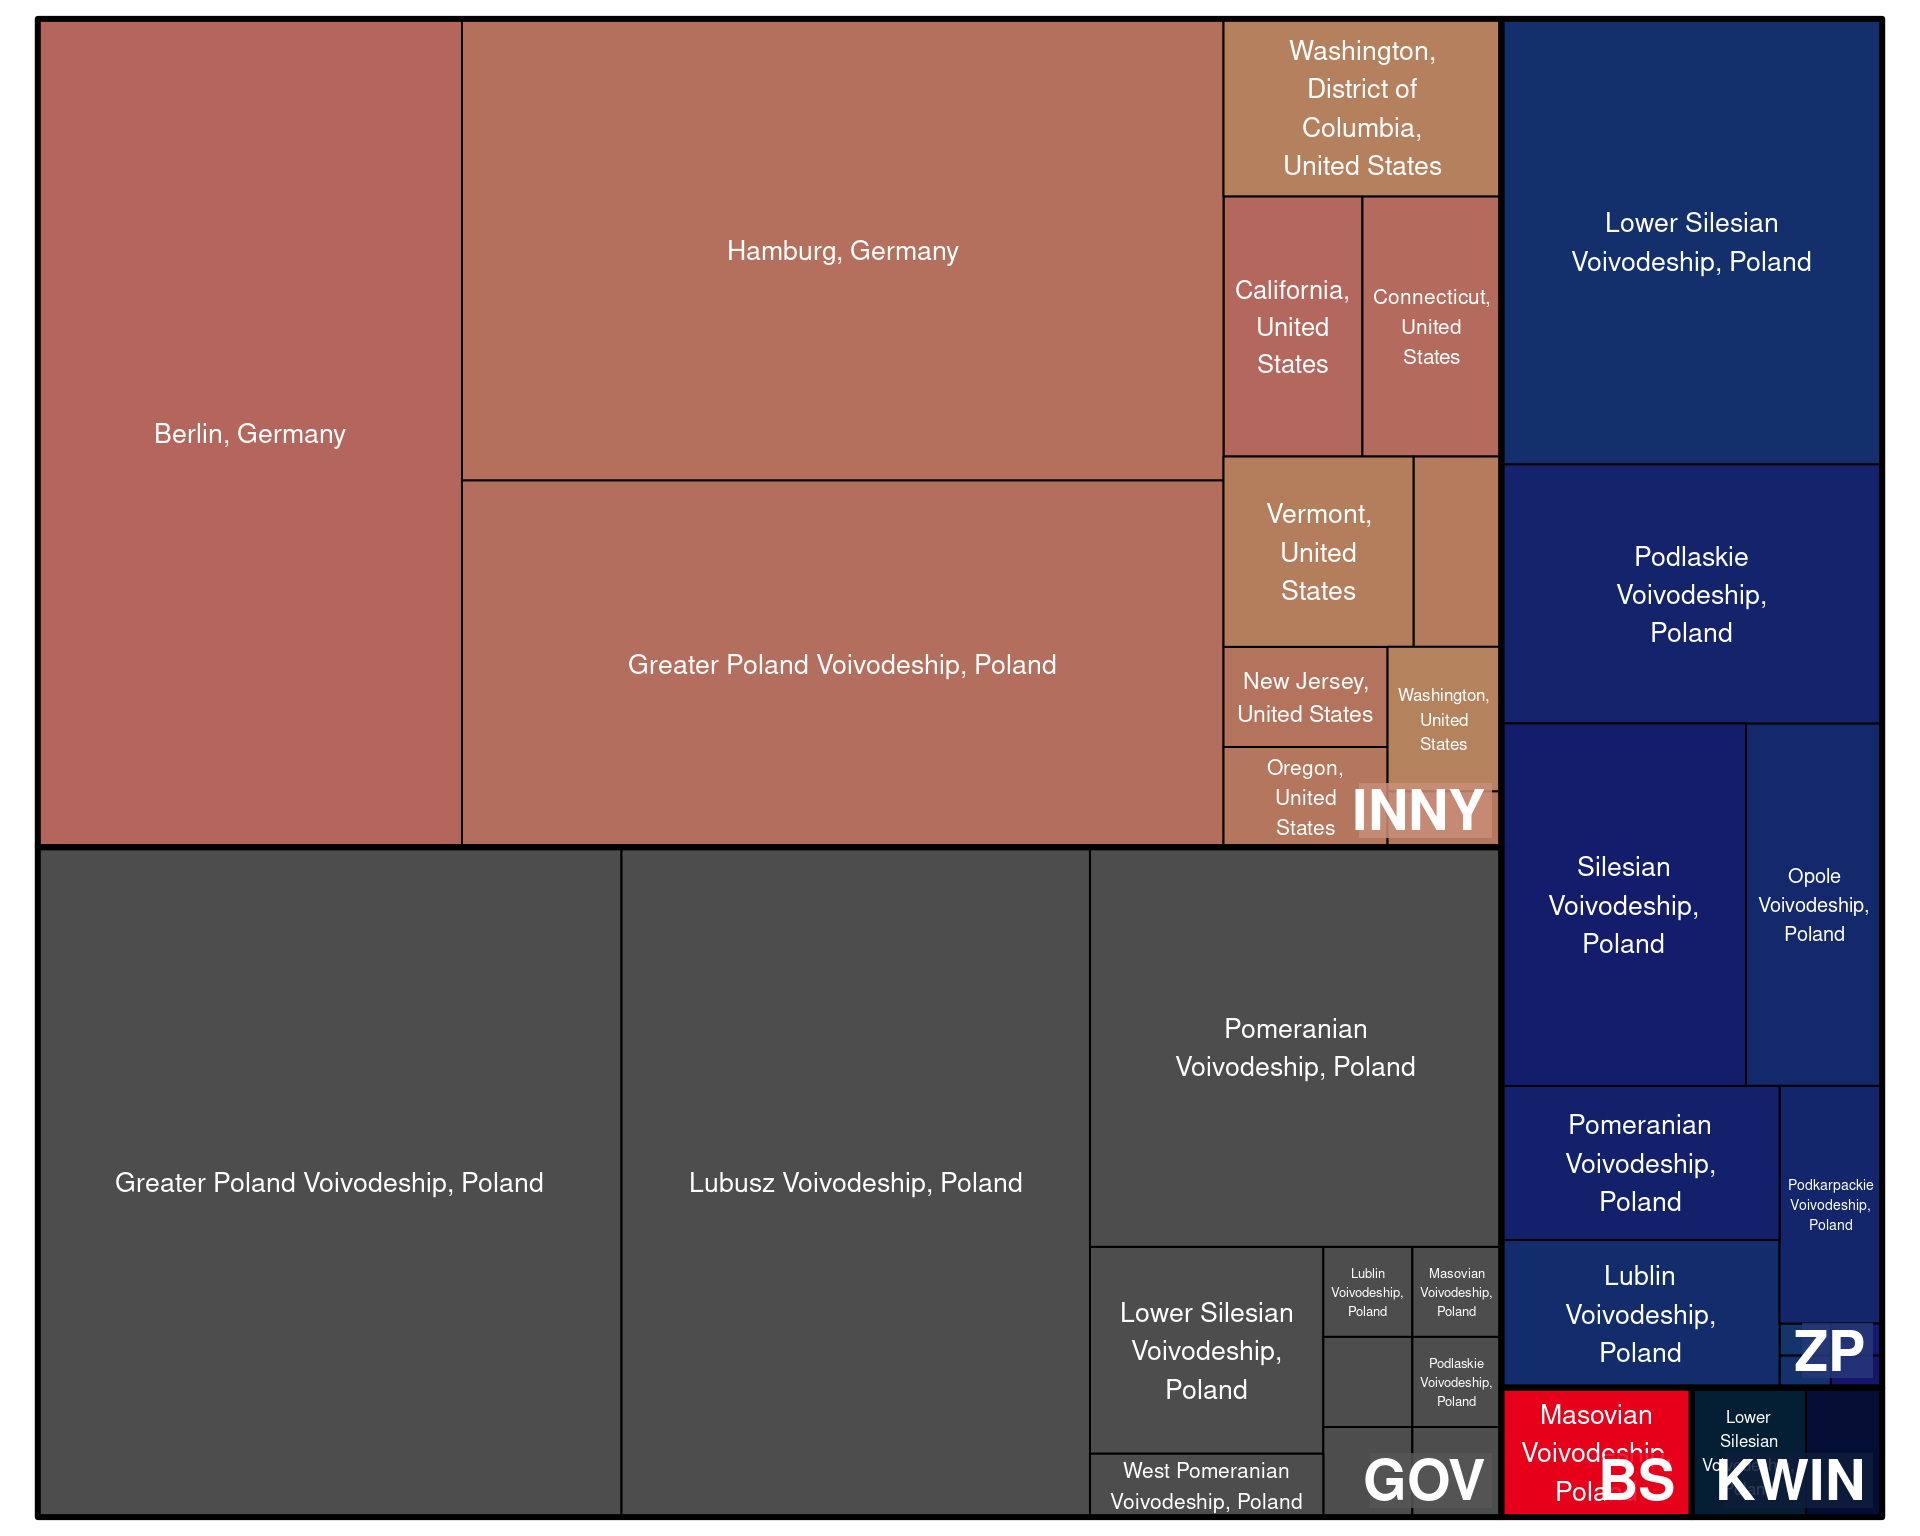 Berlin, Germany
Hamburg, Germany
Greater Poland Voivodeship, Poland
Washington,
District of
Columbia,
United States
California,
United
States
Connecticut,
United
States
Vermont,
United
States
New Jersey,
United States
Washington,
United
States
Oregon,
United
States
INNY
Greater Poland Voivodeship, Poland
Lubusz Voivodeship, Poland
Pomeranian
Voivodeship, Poland
Lower Silesian
Voivodeship,
Poland
Lublin
Voivodeship,
Poland
Masovian
Voivodeship,
Poland
Podlaskie
Voivodeship,
Poland
West Pomeranian
Voivodeship, Poland
GOV
Lower Silesian
Voivodeship, Poland
Podlaskie
Voivodeship,
Poland
Silesian
Voivodeship,
Poland
Opole
Voivodeship,
Poland
Pomeranian
Voivodeship,
Poland
Podkarpackie
Voivodeship,
Poland
Lublin
Voivodeship,
Poland
ZP
Masovian
Voivodeship,
Poland
BS
Lower
Silesian
KWIN